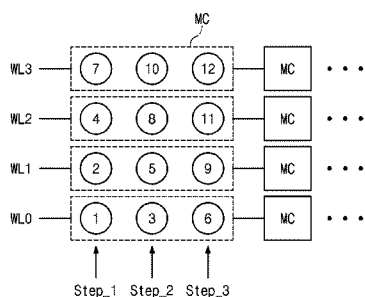 MC
WL3 7 10 12 MC • • •
WL2 4 8 11 MC • • •
WL1 2 5 9 MC • • •
WL0 1 3 6 MC • • •
Step_1 Step_2 Step_3